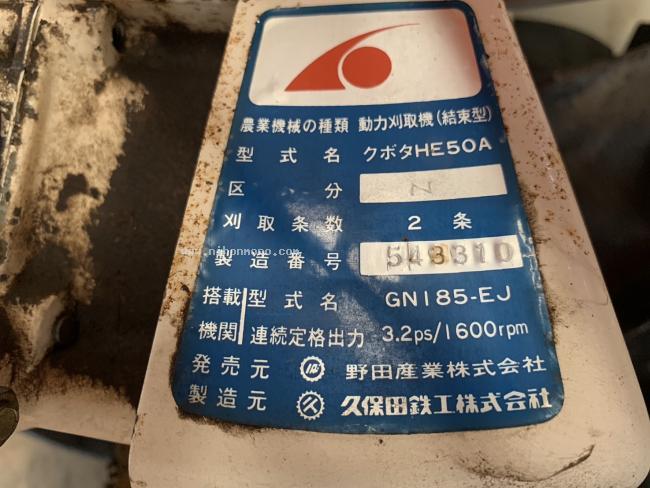 農業機械の種類 動力刈取機(結束型)
型式名 クボタHE50A
区分 N
刈取条数 2条
www.nihonmono.com
製造番号 543310
搭載機関 型式名 GN185-EJ
連続定格出力 3.2ps/1600rpm
発売元 野田産業株式会社
製造元 久保田鉄工株式会社